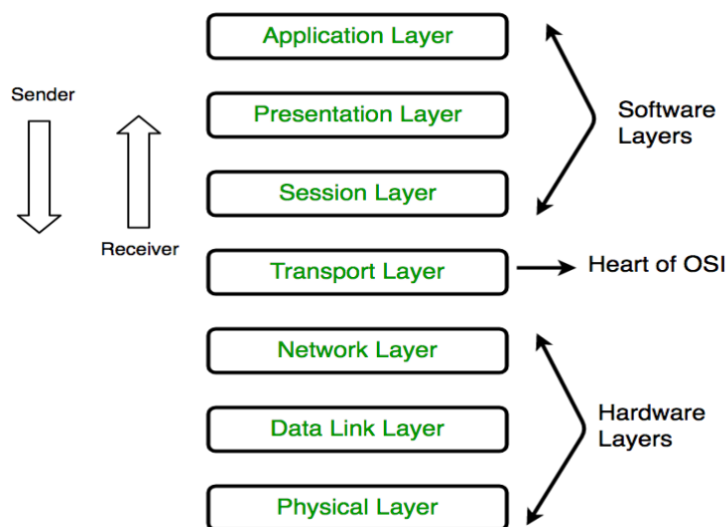 Application Layer
Sender
Presentation Layer
Software
Layers
Session Layer
Receiver
Transport Layer
Heart of OSI
Network Layer
Data Link Layer
Hardware
Layers
Physical Layer